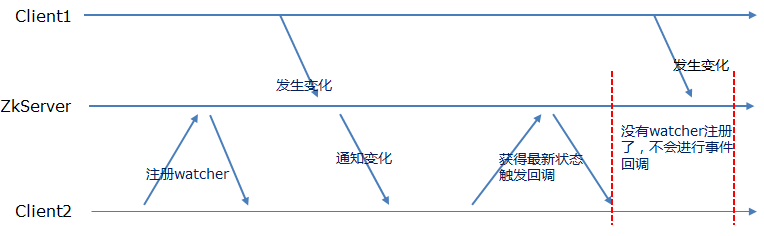 Client1
发生变化
发生变化
ZkServer
注册watcher
通知变化
获得最新状态
触发回调
没有watcher注册
了，不会进行事件
回调
Client2